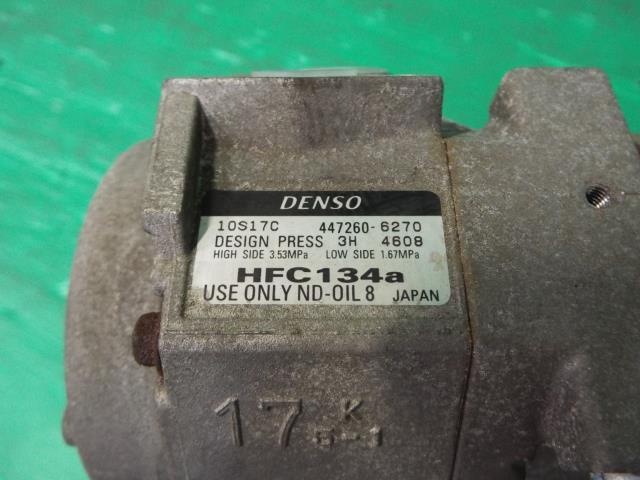 DENSO
10S17C 447260-6270
DESIGN PRESS 3H 4608
HIGH SIDE 3.53MPa LOW SIDE 1.67MPa
HFC134a
USE ONLY ND-OIL 8 JAPAN
17 K